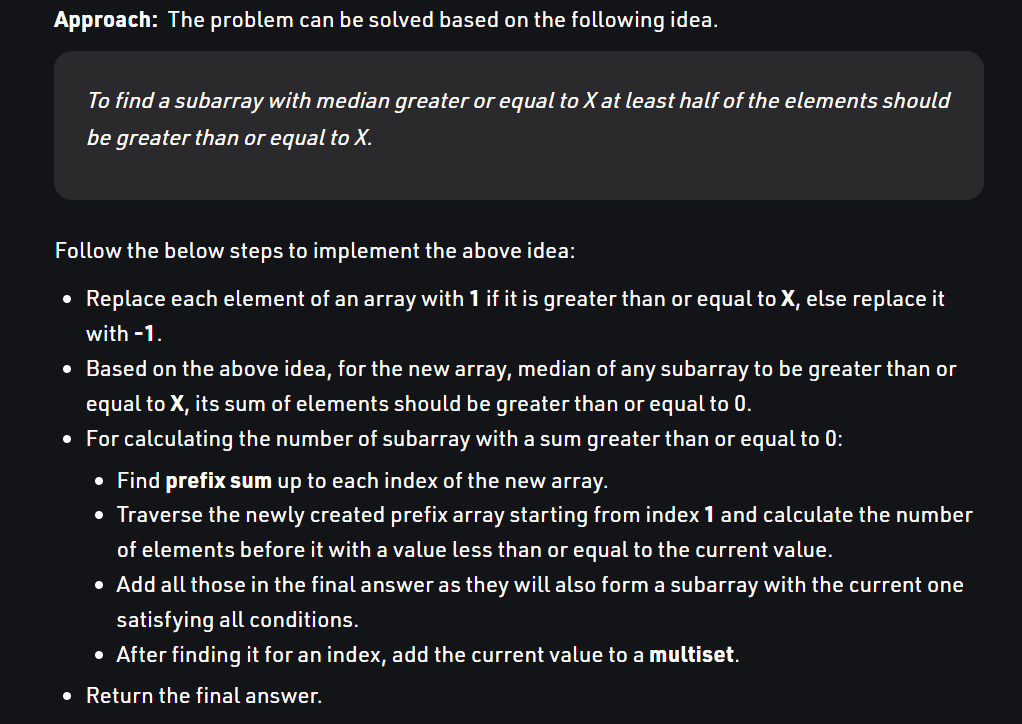 Approach: The problem can be solved based on the following idea.
To find a subarray with median greater or equal to X at least half of the elements should
be greater than or equal to X.
Follow the below steps to implement the above idea:
• Replace each element of an array with 1 if it is greater than or equal to X, else replace it
with -1.
• Based on the above idea, for the new array, median of any subarray to be greater than or
equal to X, its sum of elements should be greater than or equal to 0.
• For calculating the number of subarray with a sum greater than or equal to 0:
• Find prefix sum up to each index of the new array.
• Traverse the newly created prefix array starting from index 1 and calculate the number
of elements before it with a value less than or equal to the current value.
• Add all those in the final answer as they will also form a subarray with the current one
satisfying all conditions.
• After finding it for an index, add the current value to a multiset.
• Return the final answer.